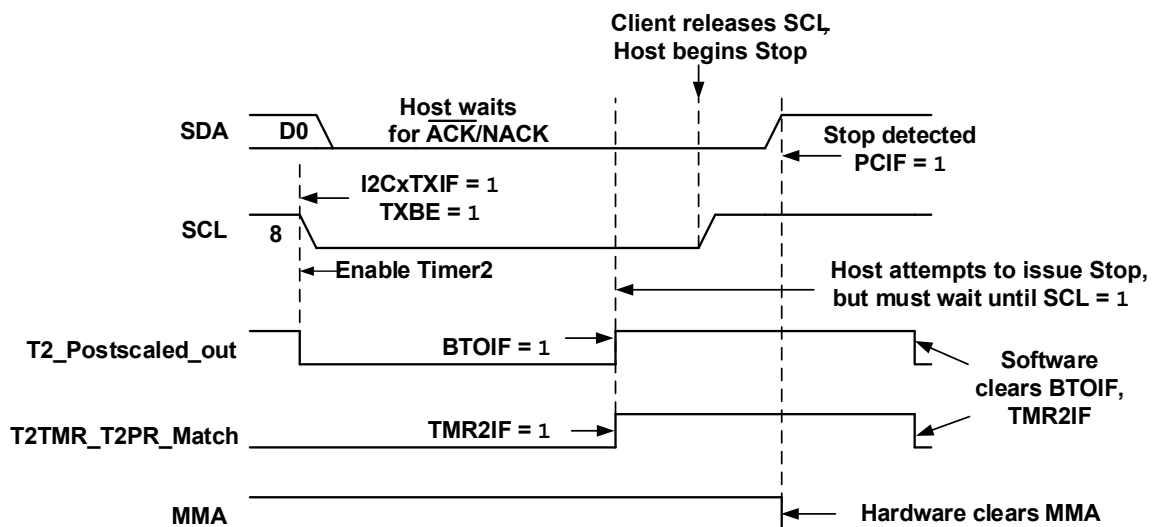 Client releases SCL,
Host begins Stop
SDA
D0
Host waits
for ACK/NACK
Stop detected
PCIF = 1
I2CxTXIF = 1
TXBE = 1
SCL
8
Enable Timer2
Host attempts to issue Stop,
but must wait until SCL = 1
T2_Postscaled_out
BTOIF = 1
Software
clears BTOIF,
TMR2IF
T2TMR_T2PR_Match
TMR2IF = 1
MMA
Hardware clears MMA